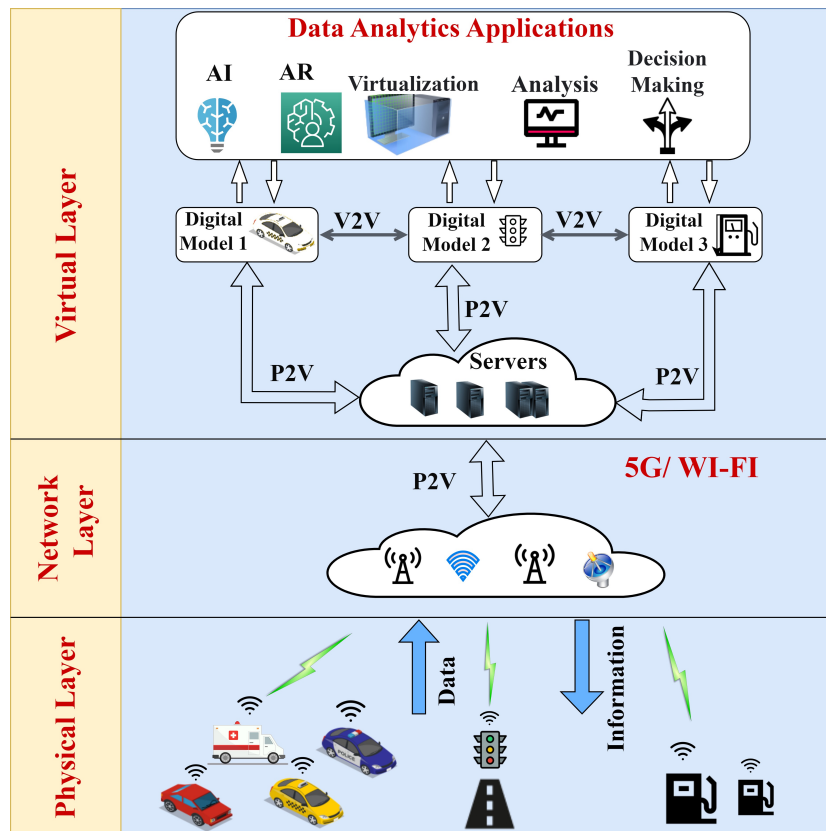 Data Analytics Applications
AI
AR
Virtualization
Analysis
Decision
Making
Virtual Layer
Digital
Model 1
V2V
Digital
Model 2
V2V
Digital
Model 3
P2V
P2V
P2V
Servers
Network
Layer
P2V
5G/ WI-FI
Physical Layer
Data
Information
POLICE